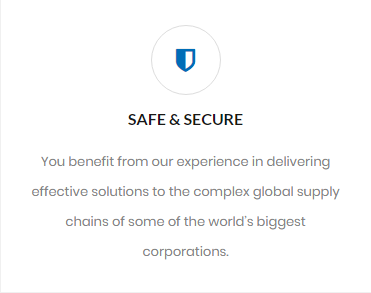 SAFE & SECURE
You benefit from our experience in delivering
effective solutions to the complex global supply
chains of some of the world's biggest
corporations.